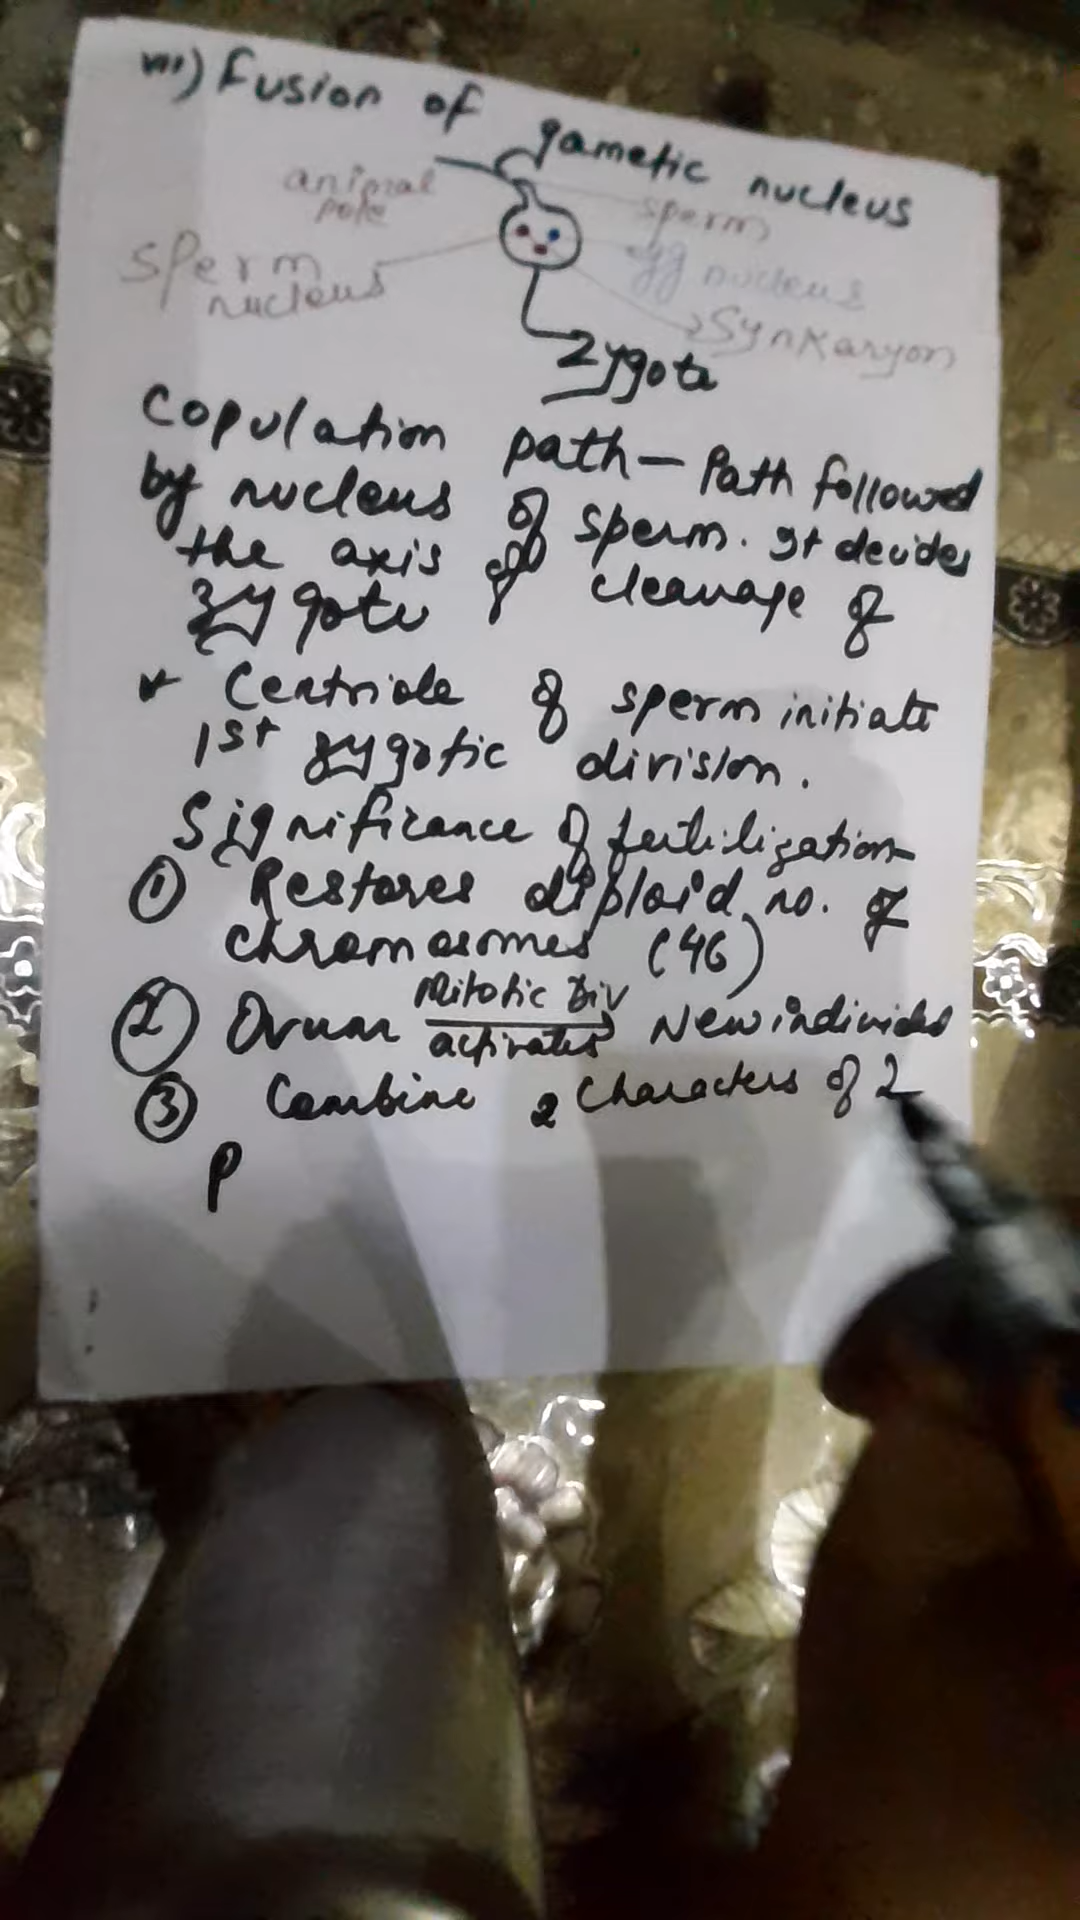 VII) Fusion of gametic nucleus
animal
pole
sperm
Sperm
nucleus
egg nucleus
Synkaryon
Zygote
Copulation path – Path followed
by nucleus of sperm. It decides
the axis of cleavage of
zygote
* Centriole of sperm initiate
1st zygotic division.
Significance of fertilization–
① Restores diploid no. of
chromosomes (46)
② Ovum Mitotic Div activates New individual
③ Combine 2 characters of 2
P